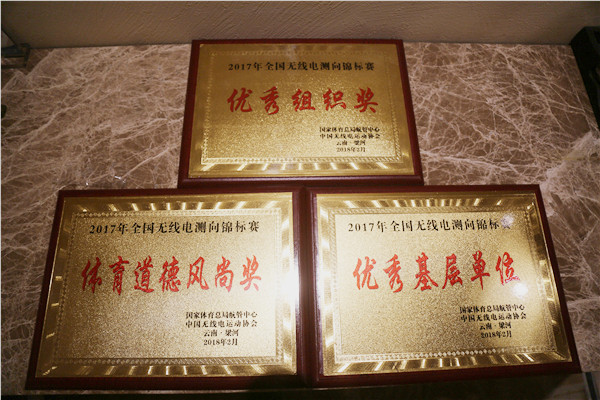 2017年全国无线电测向锦标赛
优秀组织奖
国家体育总局航管中心
中国无线电运动协会
云南·梁河
2018年2月
2017年全国无线电测向锦标赛
体育道德风尚奖
国家体育总局航管中心
中国无线电运动协会
云南·梁河
2018年2月
2017年全国无线电测向锦标赛
优秀基层单位
国家体育总局航管中心
中国无线电运动协会
云南·梁河
2018年2月